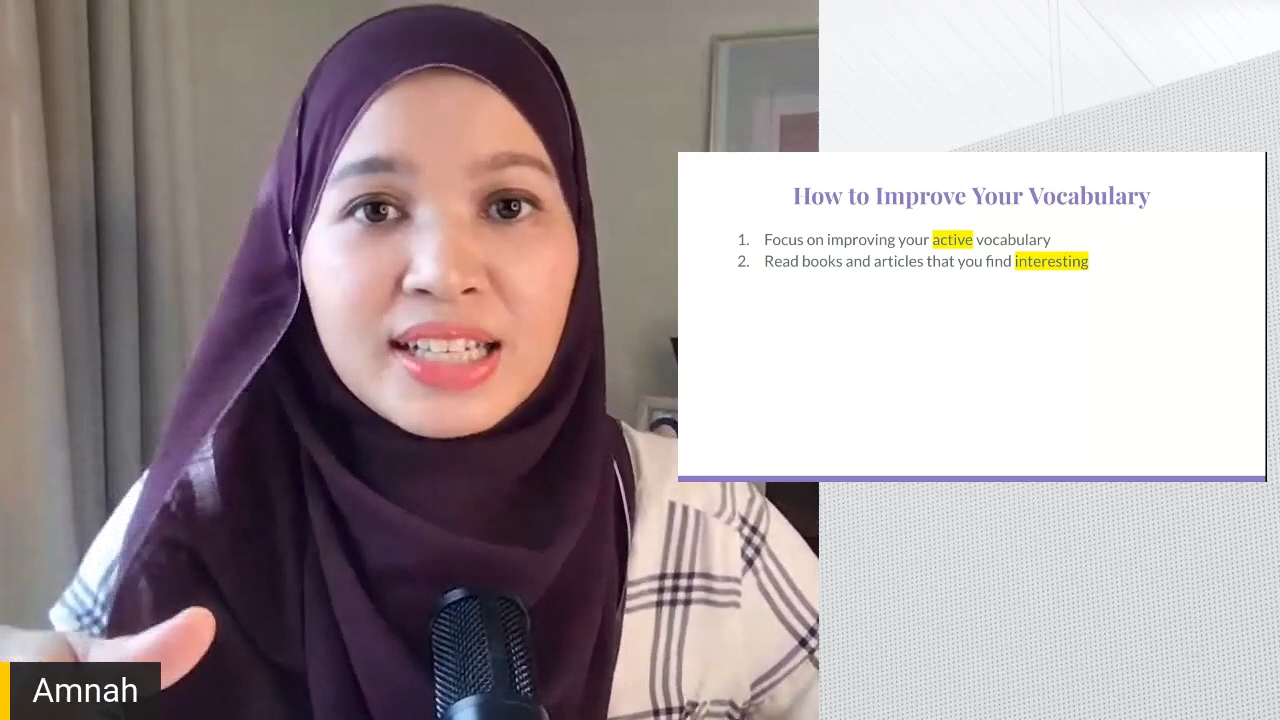 How to Improve Your Vocabulary
1. Focus on improving your active vocabulary
2. Read books and articles that you find interesting
Amnah